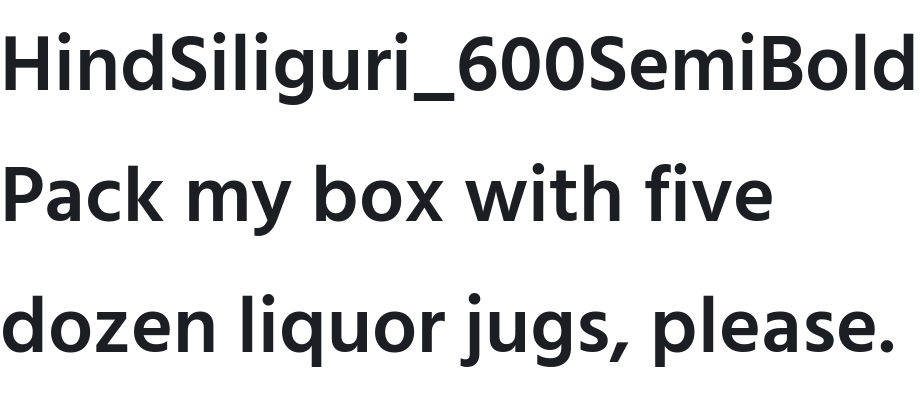 HindSiliguri_600SemiBold
Pack my box with five
dozen liquor jugs, please.